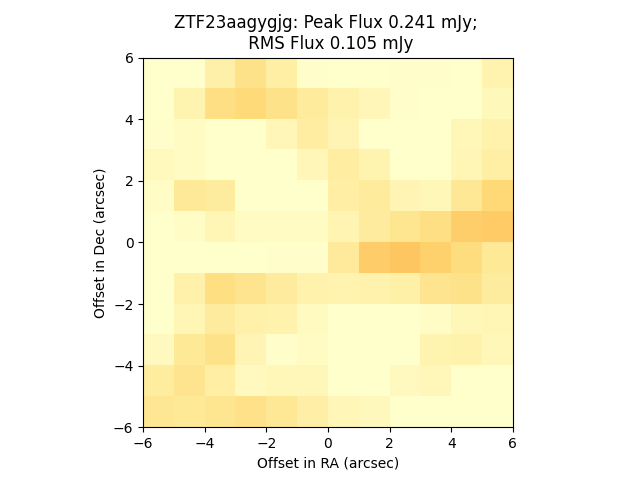 ZTF23aagygjg: Peak Flux 0.241 mJy;
RMS Flux 0.105 mJy
6
4
2
0
−2
−4
−6
Offset in Dec (arcsec)
−6 −4 −2 0 2 4 6
Offset in RA (arcsec)